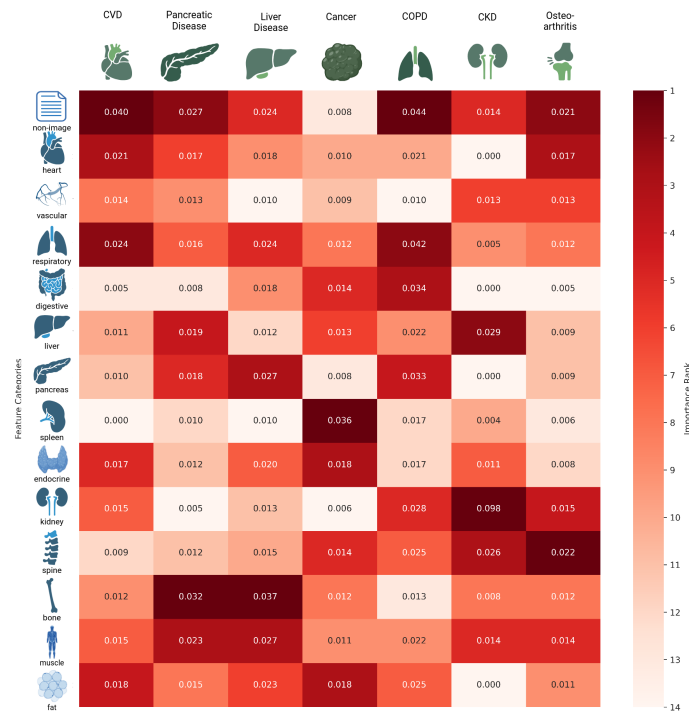 CVD Pancreatic Disease Liver Disease Cancer COPD CKD Osteo-arthritis
non-image 0.040 0.027 0.024 0.008 0.044 0.014 0.021
heart 0.021 0.017 0.018 0.010 0.021 0.000 0.017
vascular 0.014 0.013 0.010 0.009 0.010 0.013 0.013
respiratory 0.024 0.016 0.024 0.012 0.042 0.005 0.012
digestive 0.005 0.008 0.018 0.014 0.034 0.000 0.005
liver 0.011 0.019 0.012 0.013 0.022 0.029 0.009
pancreas 0.010 0.018 0.027 0.008 0.033 0.000 0.009
spleen 0.000 0.010 0.010 0.036 0.017 0.004 0.006
endocrine 0.017 0.012 0.020 0.018 0.017 0.011 0.008
kidney 0.015 0.005 0.013 0.006 0.028 0.098 0.015
spine 0.009 0.012 0.015 0.014 0.025 0.026 0.022
bone 0.012 0.032 0.037 0.012 0.013 0.008 0.012
muscle 0.015 0.023 0.027 0.011 0.022 0.014 0.014
fat 0.018 0.015 0.023 0.018 0.025 0.000 0.011
Feature Categories
1
2
3
4
5
6
7
8
9
10
11
12
13
14
Importance Rank